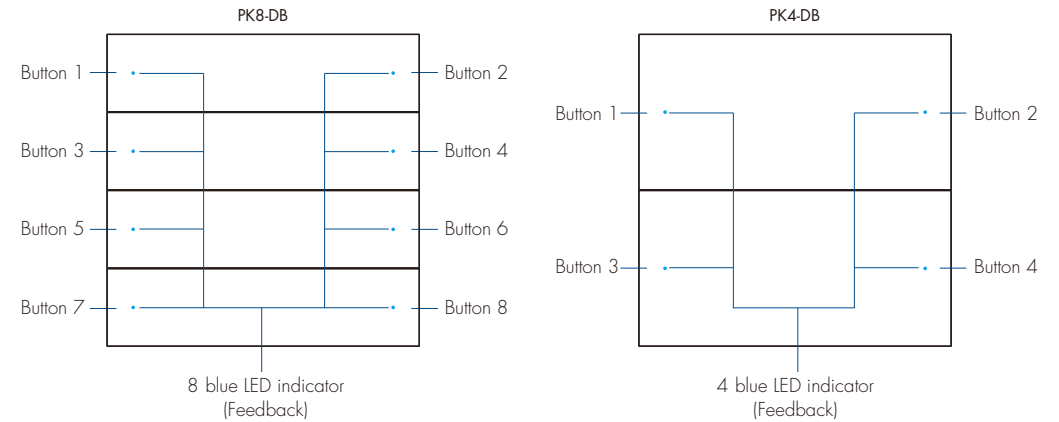 PK8-DB
Button 1
Button 2
Button 3
Button 4
Button 5
Button 6
Button 7
Button 8
8 blue LED indicator
(Feedback)
PK4-DB
Button 1
Button 2
Button 3
Button 4
4 blue LED indicator
(Feedback)